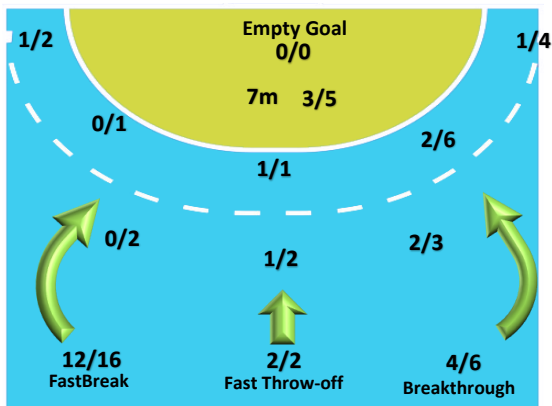 Empty Goal
0/0
1/2
1/4
7m 3/5
0/1
2/6
1/1
0/2
1/2
2/3
12/16
FastBreak
2/2
Fast Throw-off
4/6
Breakthrough